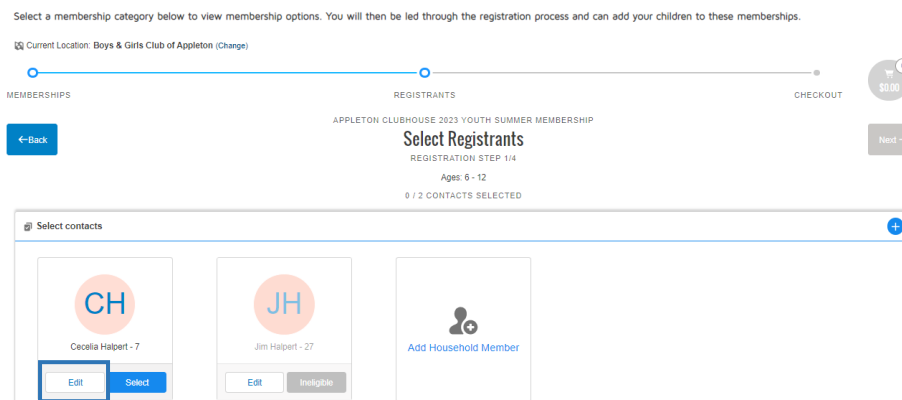 Select a membership category below to view membership options. You will then be led through the registration process and can add your children to these memberships.
Current Location: Boys & Girls Club of Appleton (Change)
MEMBERSHIPS
REGISTRANTS
CHECKOUT
$0.00
APPLETON CLUBHOUSE 2023 YOUTH SUMMER MEMBERSHIP
←Back
Select Registrants
Next
REGISTRATION STEP 1/4
Ages: 6 - 12
0 / 2 CONTACTS SELECTED
Select contacts
CH
JH
Cecelia Halpert - 7
Jim Halpert - 27
Add Household Member
Edit
Select
Edit
Ineligible